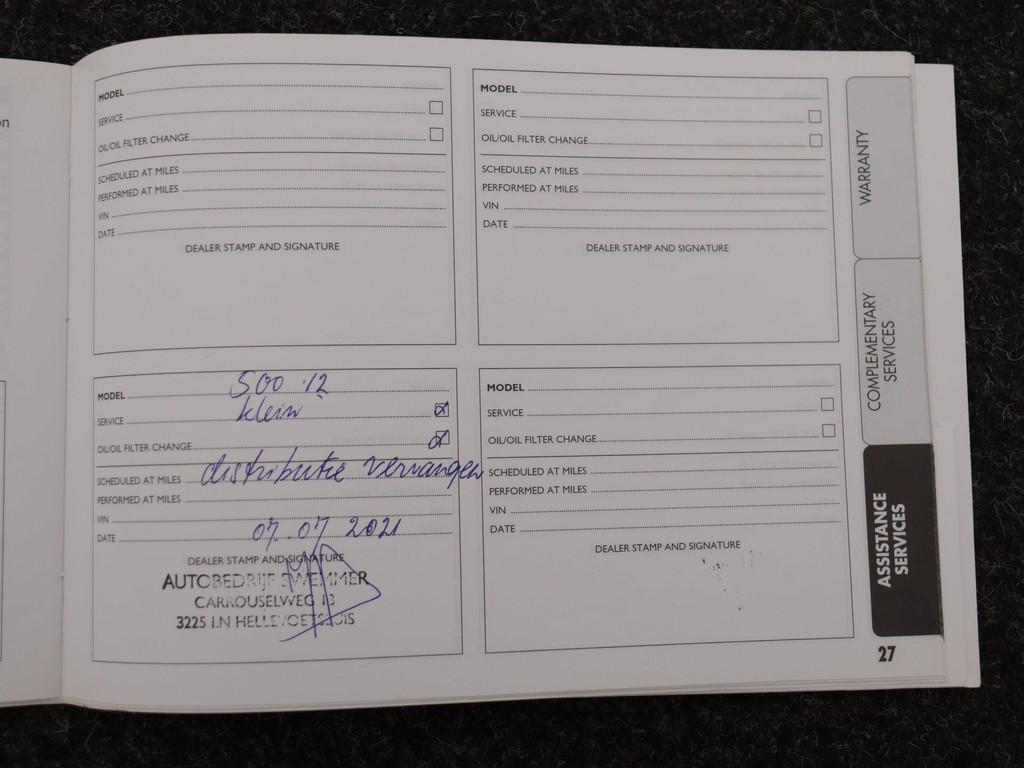 n
MODEL
SERVICE
OIL/OIL FILTER CHANGE
SCHEDULED AT MILES
PERFORMED AT MILES
VIN
DATE
DEALER STAMP AND SIGNATURE
MODEL
SERVICE
OIL/OIL FILTER CHANGE
SCHEDULED AT MILES
PERFORMED AT MILES
VIN
DATE
DEALER STAMP AND SIGNATURE
MODEL 500 .12
SERVICE klein
OIL/OIL FILTER CHANGE
SCHEDULED AT MILES distributie vervangen
PERFORMED AT MILES
VIN
DATE 07.07 2021
DEALER STAMP AND SIGNATURE
AUTOBEDRIJF SWEMMER
CARROUSELWEG 13
3225 LN HELLEVOETSLUIS
MODEL
SERVICE
OIL/OIL FILTER CHANGE
SCHEDULED AT MILES
PERFORMED AT MILES
VIN
DATE
DEALER STAMP AND SIGNATURE
WARRANTY
COMPLEMENTARY
SERVICES
ASSISTANCE
SERVICES
27